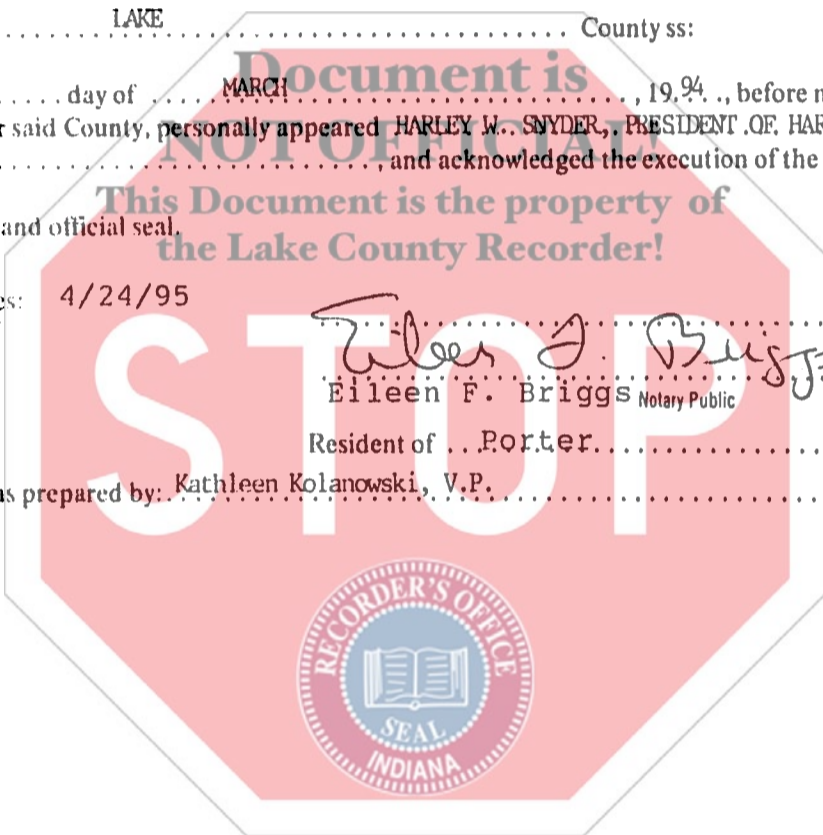 LAKE County ss:
Document is
day of MARCH, 19.94., before
NOT OFFICIAL!
said County, personally appeared HARLEY W.. SNYDER,, PRESIDENT .OF.
, and acknowledged the execution of the
This Document is the property of
and official seal.
the Lake County Recorder!
4/24/95
Eileen F. Briggs
Eileen F. Briggs Notary Public
Resident of ...Porter
prepared by: Kathleen Kolanowski, V.P.
STOP
RECORDER'S OFFICE
SEAL
INDIANA